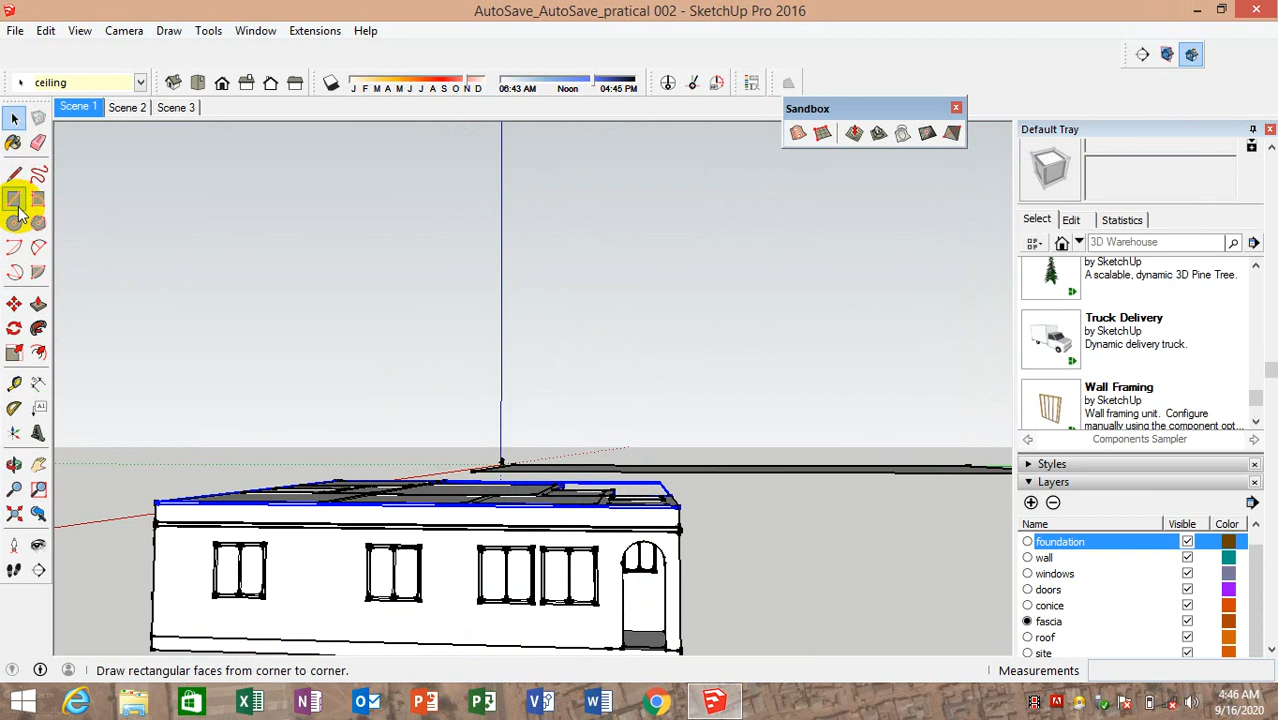 AutoSave_AutoSave_pratical 002 - SketchUp Pro 2016
File Edit View Camera Draw Tools Window Extensions Help
ceiling
J F M A M J J A S O N D
06:43 AM Noon 04:45 PM
Scene 1 Scene 2 Scene 3
Sandbox
Default Tray
Select Edit Statistics
3D Warehouse
by SketchUp
A scalable, dynamic 3D Pine Tree.
Truck Delivery
by SketchUp
Dynamic delivery truck.
Wall Framing
by SketchUp
Wall framing unit. Configure
manually using the component opt...
Components Sampler
Styles
Layers
Name Visible Color
foundation
wall
windows
doors
conice
fascia
roof
site
Draw rectangular faces from corner to corner.
Measurements
4:46 AM
9/16/2020